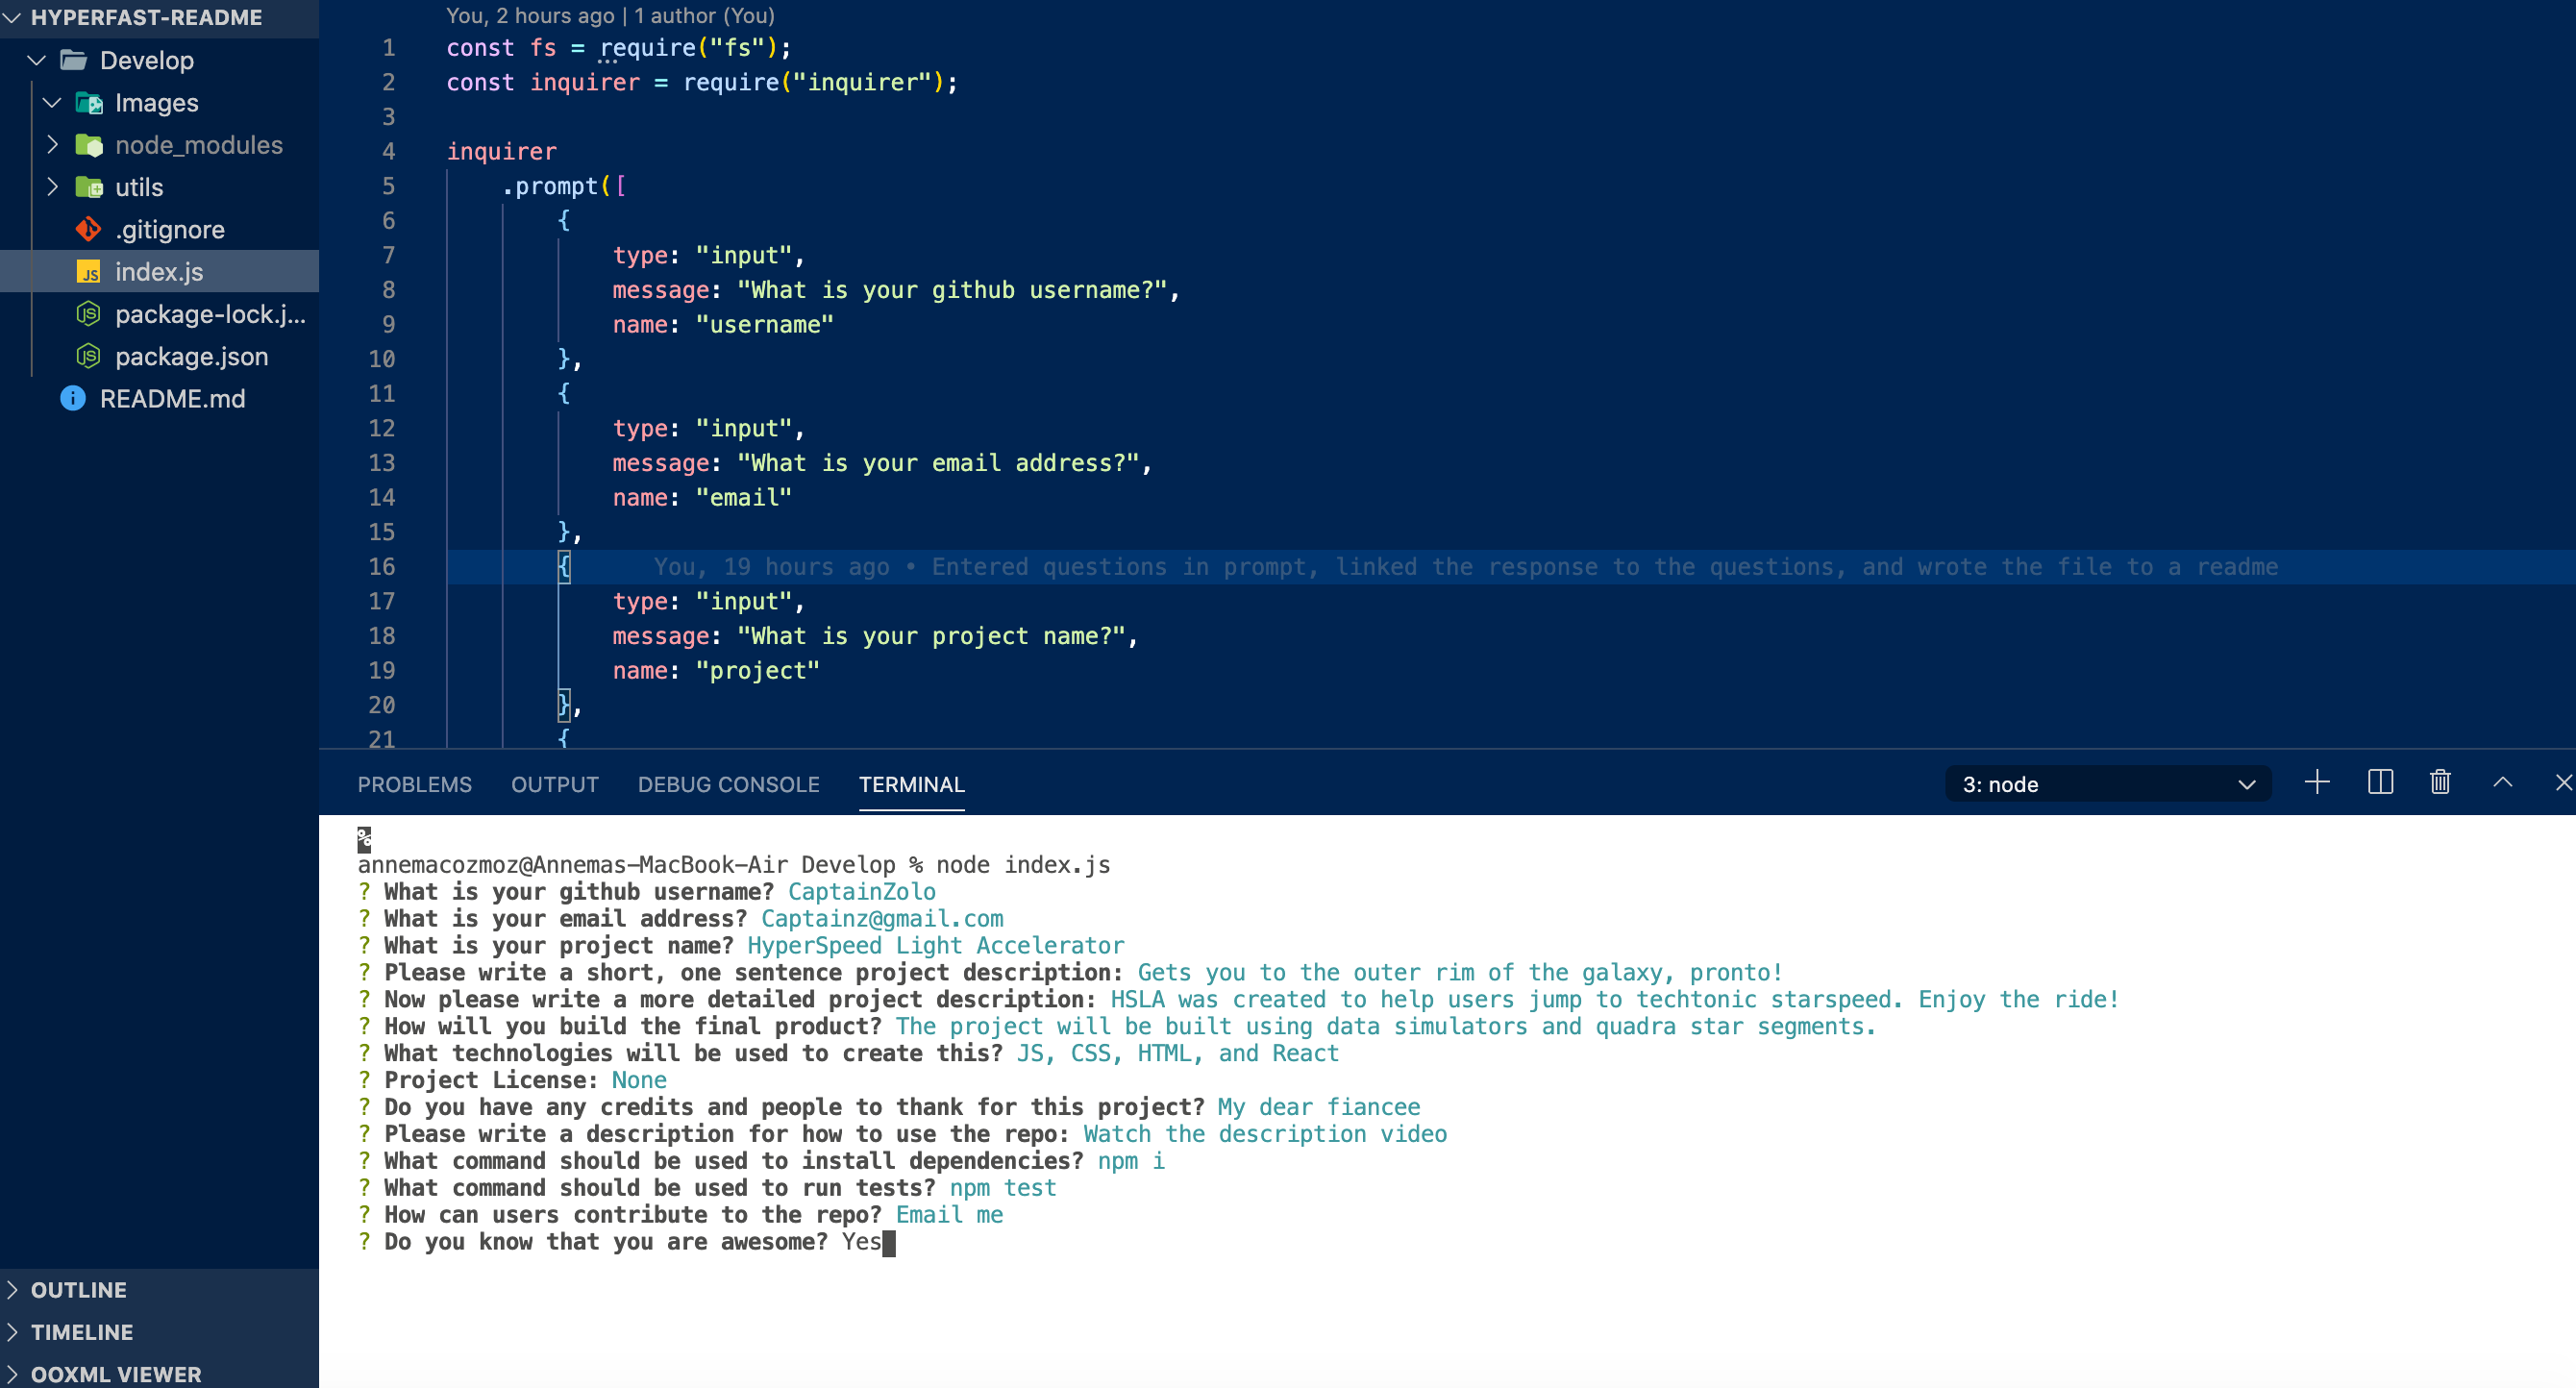 HYPERFAST-README
Develop
Images
node_modules
utils
.gitignore
index.js
package-lock.j...
package.json
README.md
OUTLINE
TIMELINE
OOXML VIEWER
You, 2 hours ago | 1 author (You)
1 const fs = require("fs");
2 const inquirer = require("inquirer");
3
4 inquirer
5 .prompt([
6 {
7 type: "input",
8 message: "What is your github username?",
9 name: "username"
10 },
11 {
12 type: "input",
13 message: "What is your email address?",
14 name: "email"
15 },
16 { You, 19 hours ago • Entered questions in prompt, linked the response to the questions, and wrote the file to a readme
17 type: "input",
18 message: "What is your project name?",
19 name: "project"
20 },
21 {
PROBLEMS OUTPUT DEBUG CONSOLE TERMINAL 3: node
%
annemacozmoz@Annemas-MacBook-Air Develop % node index.js
? What is your github username? CaptainZolo
? What is your email address? Captainz@gmail.com
? What is your project name? HyperSpeed Light Accelerator
? Please write a short, one sentence project description: Gets you to the outer rim of the galaxy, pronto!
? Now please write a more detailed project description: HSLA was created to help users jump to techtonic starspeed. Enjoy the ride!
? How will you build the final product? The project will be built using data simulators and quadra star segments.
? What technologies will be used to create this? JS, CSS, HTML, and React
? Project License: None
? Do you have any credits and people to thank for this project? My dear fiancee
? Please write a description for how to use the repo: Watch the description video
? What command should be used to install dependencies? npm i
? What command should be used to run tests? npm test
? How can users contribute to the repo? Email me
? Do you know that you are awesome? Yes